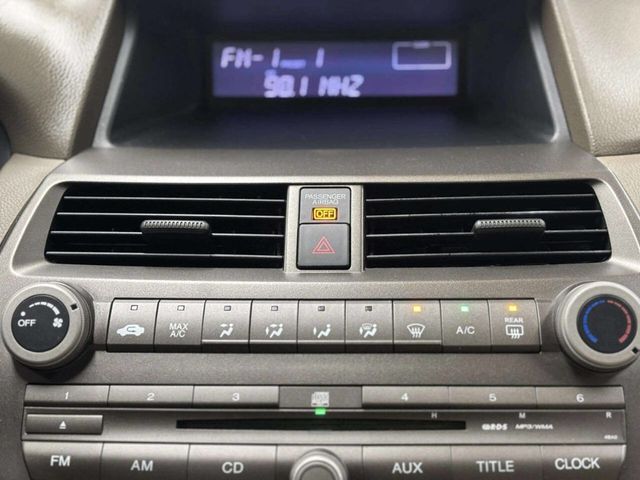 FM-1 1
90.1 MHZ
PASSENGER
AIRBAG
OFF
OFF
MAX
A/C
A/C
REAR
1 2 3 4 5 6
H M R
RDS MP3/WMA
FM AM CD AUX TITLE CLOCK